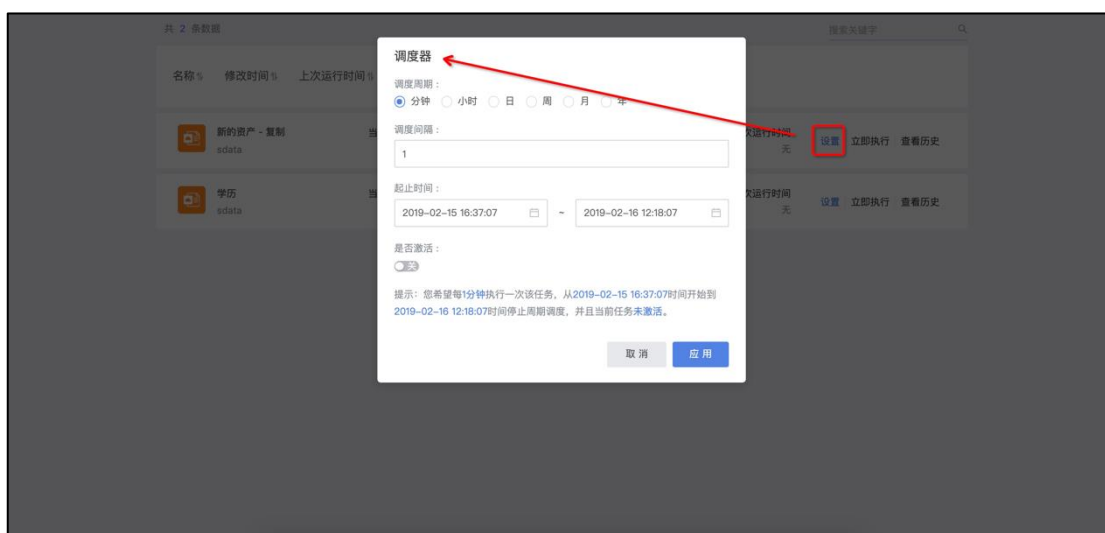 共 2 条数据
搜索关键字
名称 修改时间 上次运行时间
调度器
调度周期：
分钟 小时 日 周 月 年
调度间隔：
1
新的资产 - 复制
sdata
当
次运行时间
无
设置 立即执行 查看历史
起止时间：
2019-02-15 16:37:07 ~ 2019-02-16 12:18:07
学历
sdata
当
次运行时间
无
设置 立即执行 查看历史
是否激活：
关
提示：您希望每1分钟执行一次该任务，从2019-02-15 16:37:07时间开始到
2019-02-16 12:18:07时间停止周期调度，并且当前任务未激活。
取 消 应 用